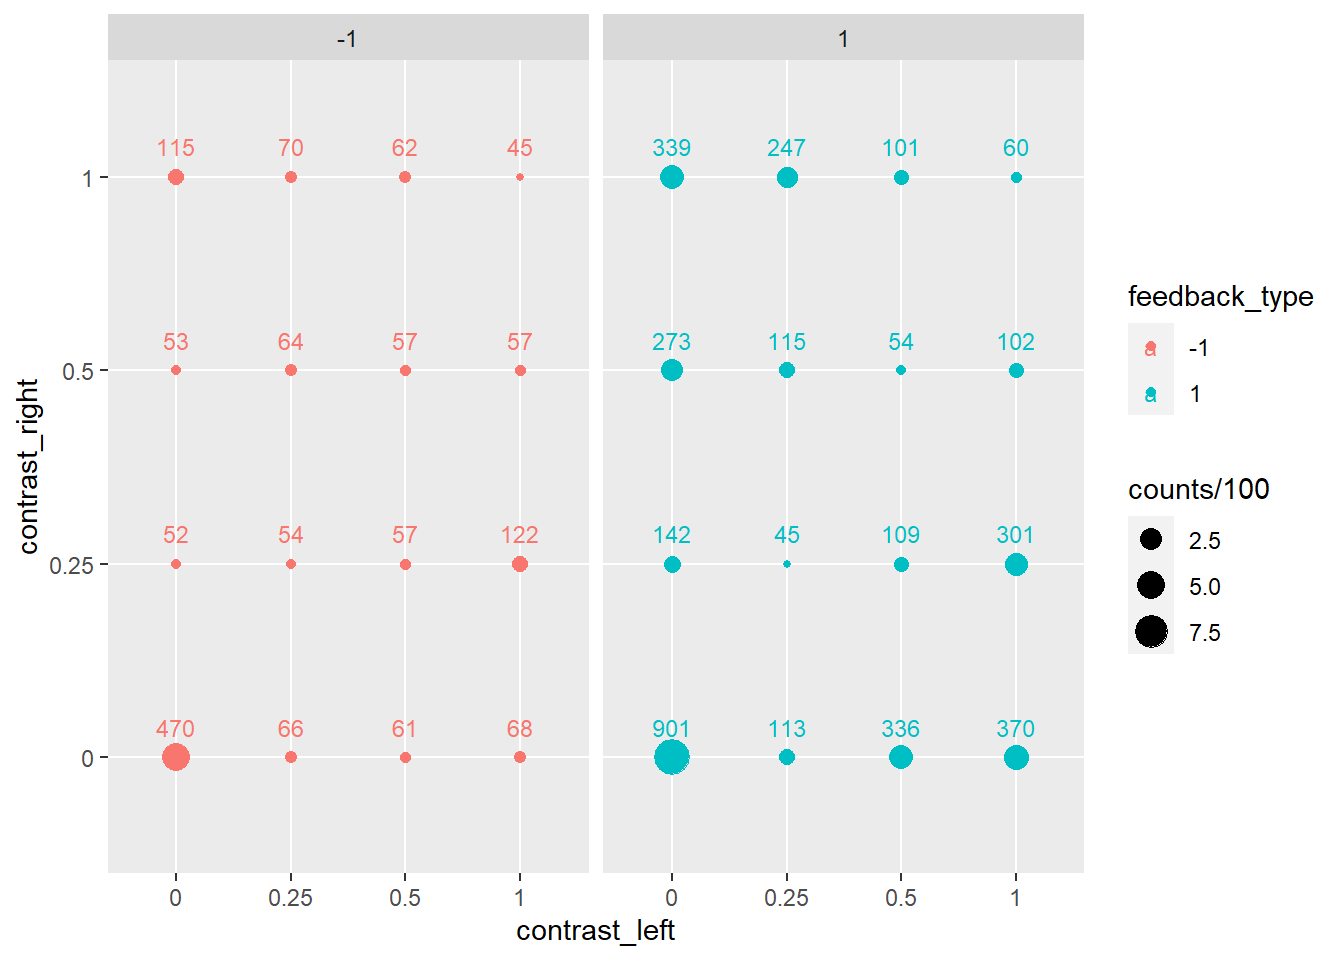 -1 1
115 70 62 45 339 247 101 60
1
53 64 57 57 273 115 54 102
0.5
52 54 57 122 142 45 109 301
0.25
470 66 61 68 901 113 336 370
0
0 0.25 0.5 1 0 0.25 0.5 1
contrast_left
contrast_right
feedback_type
a -1
a 1
counts/100
2.5
5.0
7.5